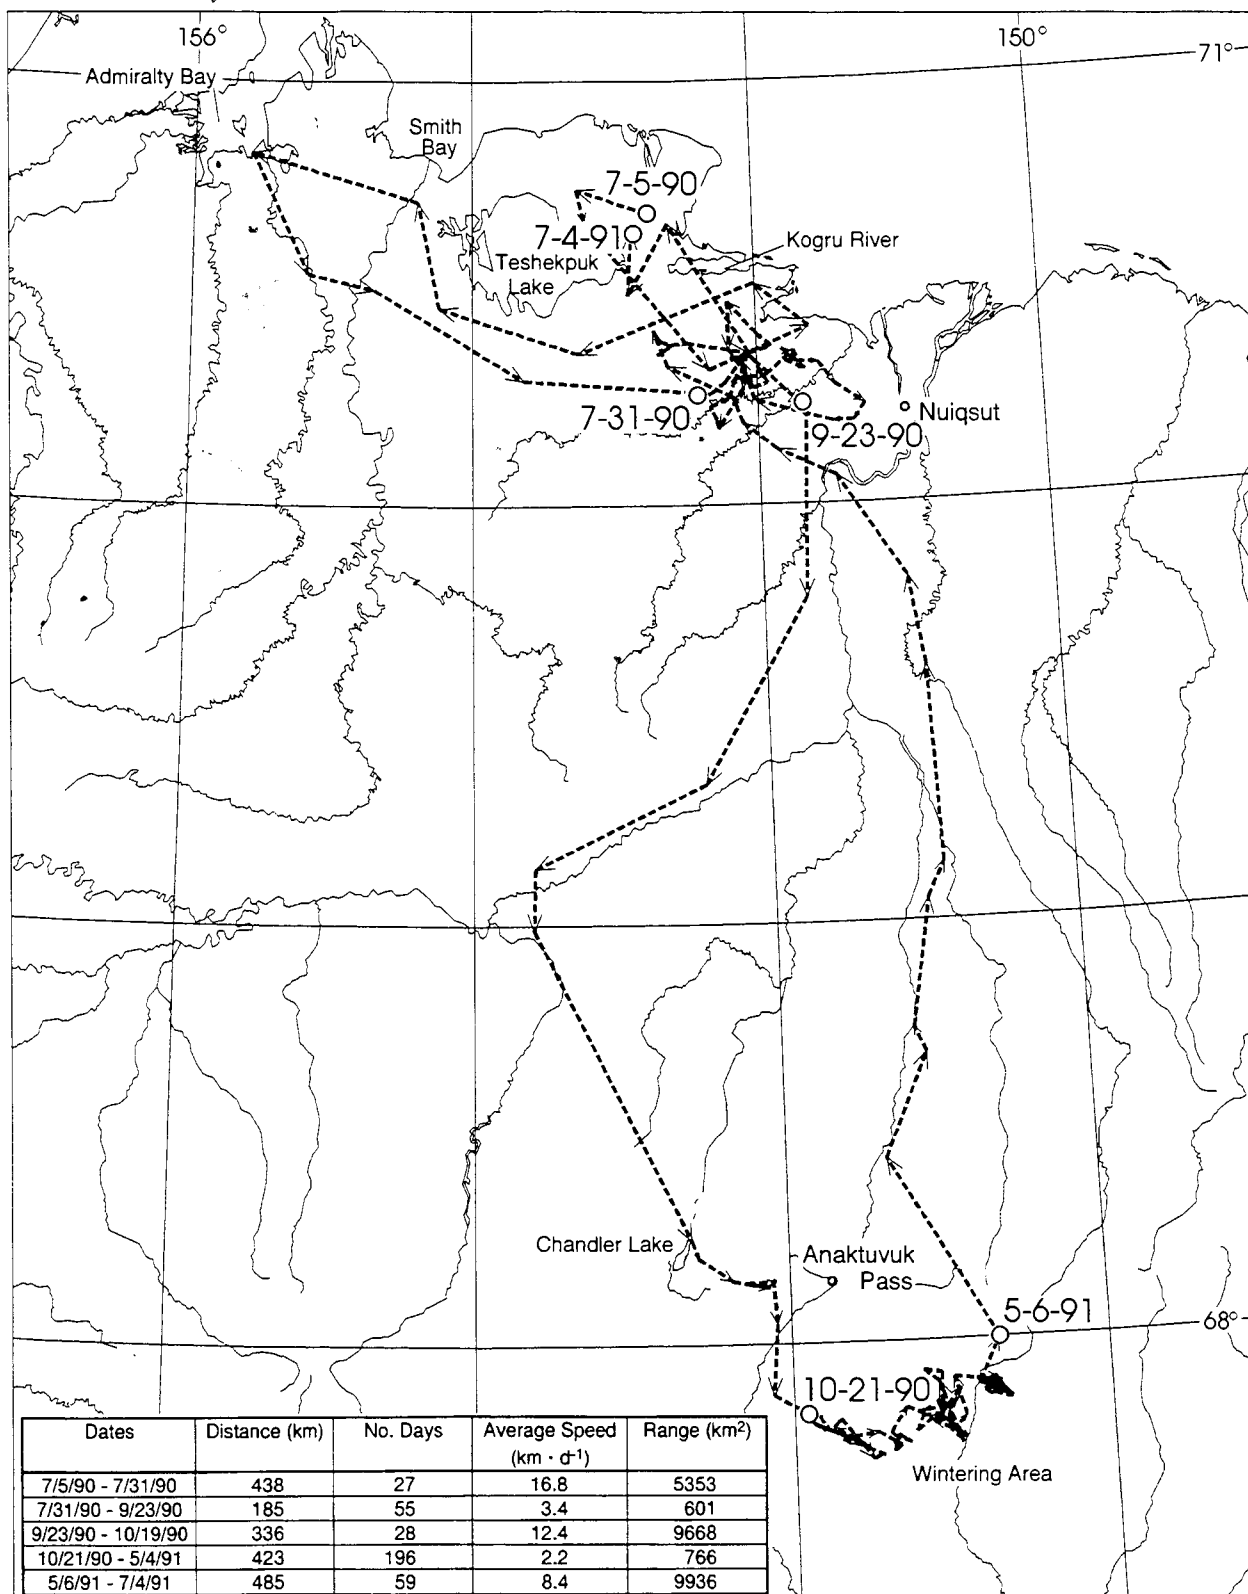 156°
150°
71°
Admiralty Bay
Smith
Bay
7-5-90
7-4-91
Kogru River
Teshekpuk
Lake
7-31-90
Nuiqsut
9-23-90
Chandler Lake
Anaktuvuk
Pass
5-6-91
68°
10-21-90
Wintering Area
Dates Distance (km) No. Days Average Speed (km · d-1) Range (km²)
7/5/90 - 7/31/90 438 27 16.8 5353
7/31/90 - 9/23/90 185 55 3.4 601
9/23/90 - 10/19/90 336 28 12.4 9668
10/21/90 - 5/4/91 423 196 2.2 766
5/6/91 - 7/4/91 485 59 8.4 9936